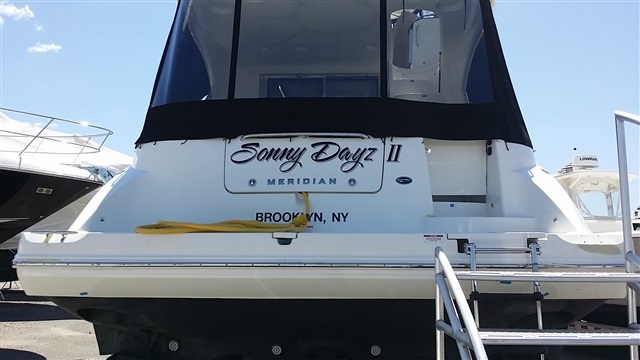 Sonny Dayz II
MERIDIAN
BROOKLYN, NY
LOWRANCE